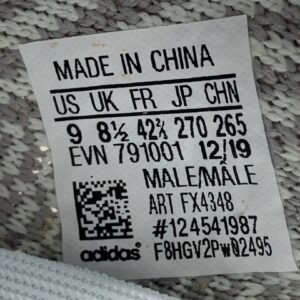 MADE IN CHINA
US UK FR JP CHN
9 8½ 42⅔ 270 265
EVN 791001 12/19
MALE/MALE
ART FX4348
#124541987
adidas F8HGV2PwQ2495